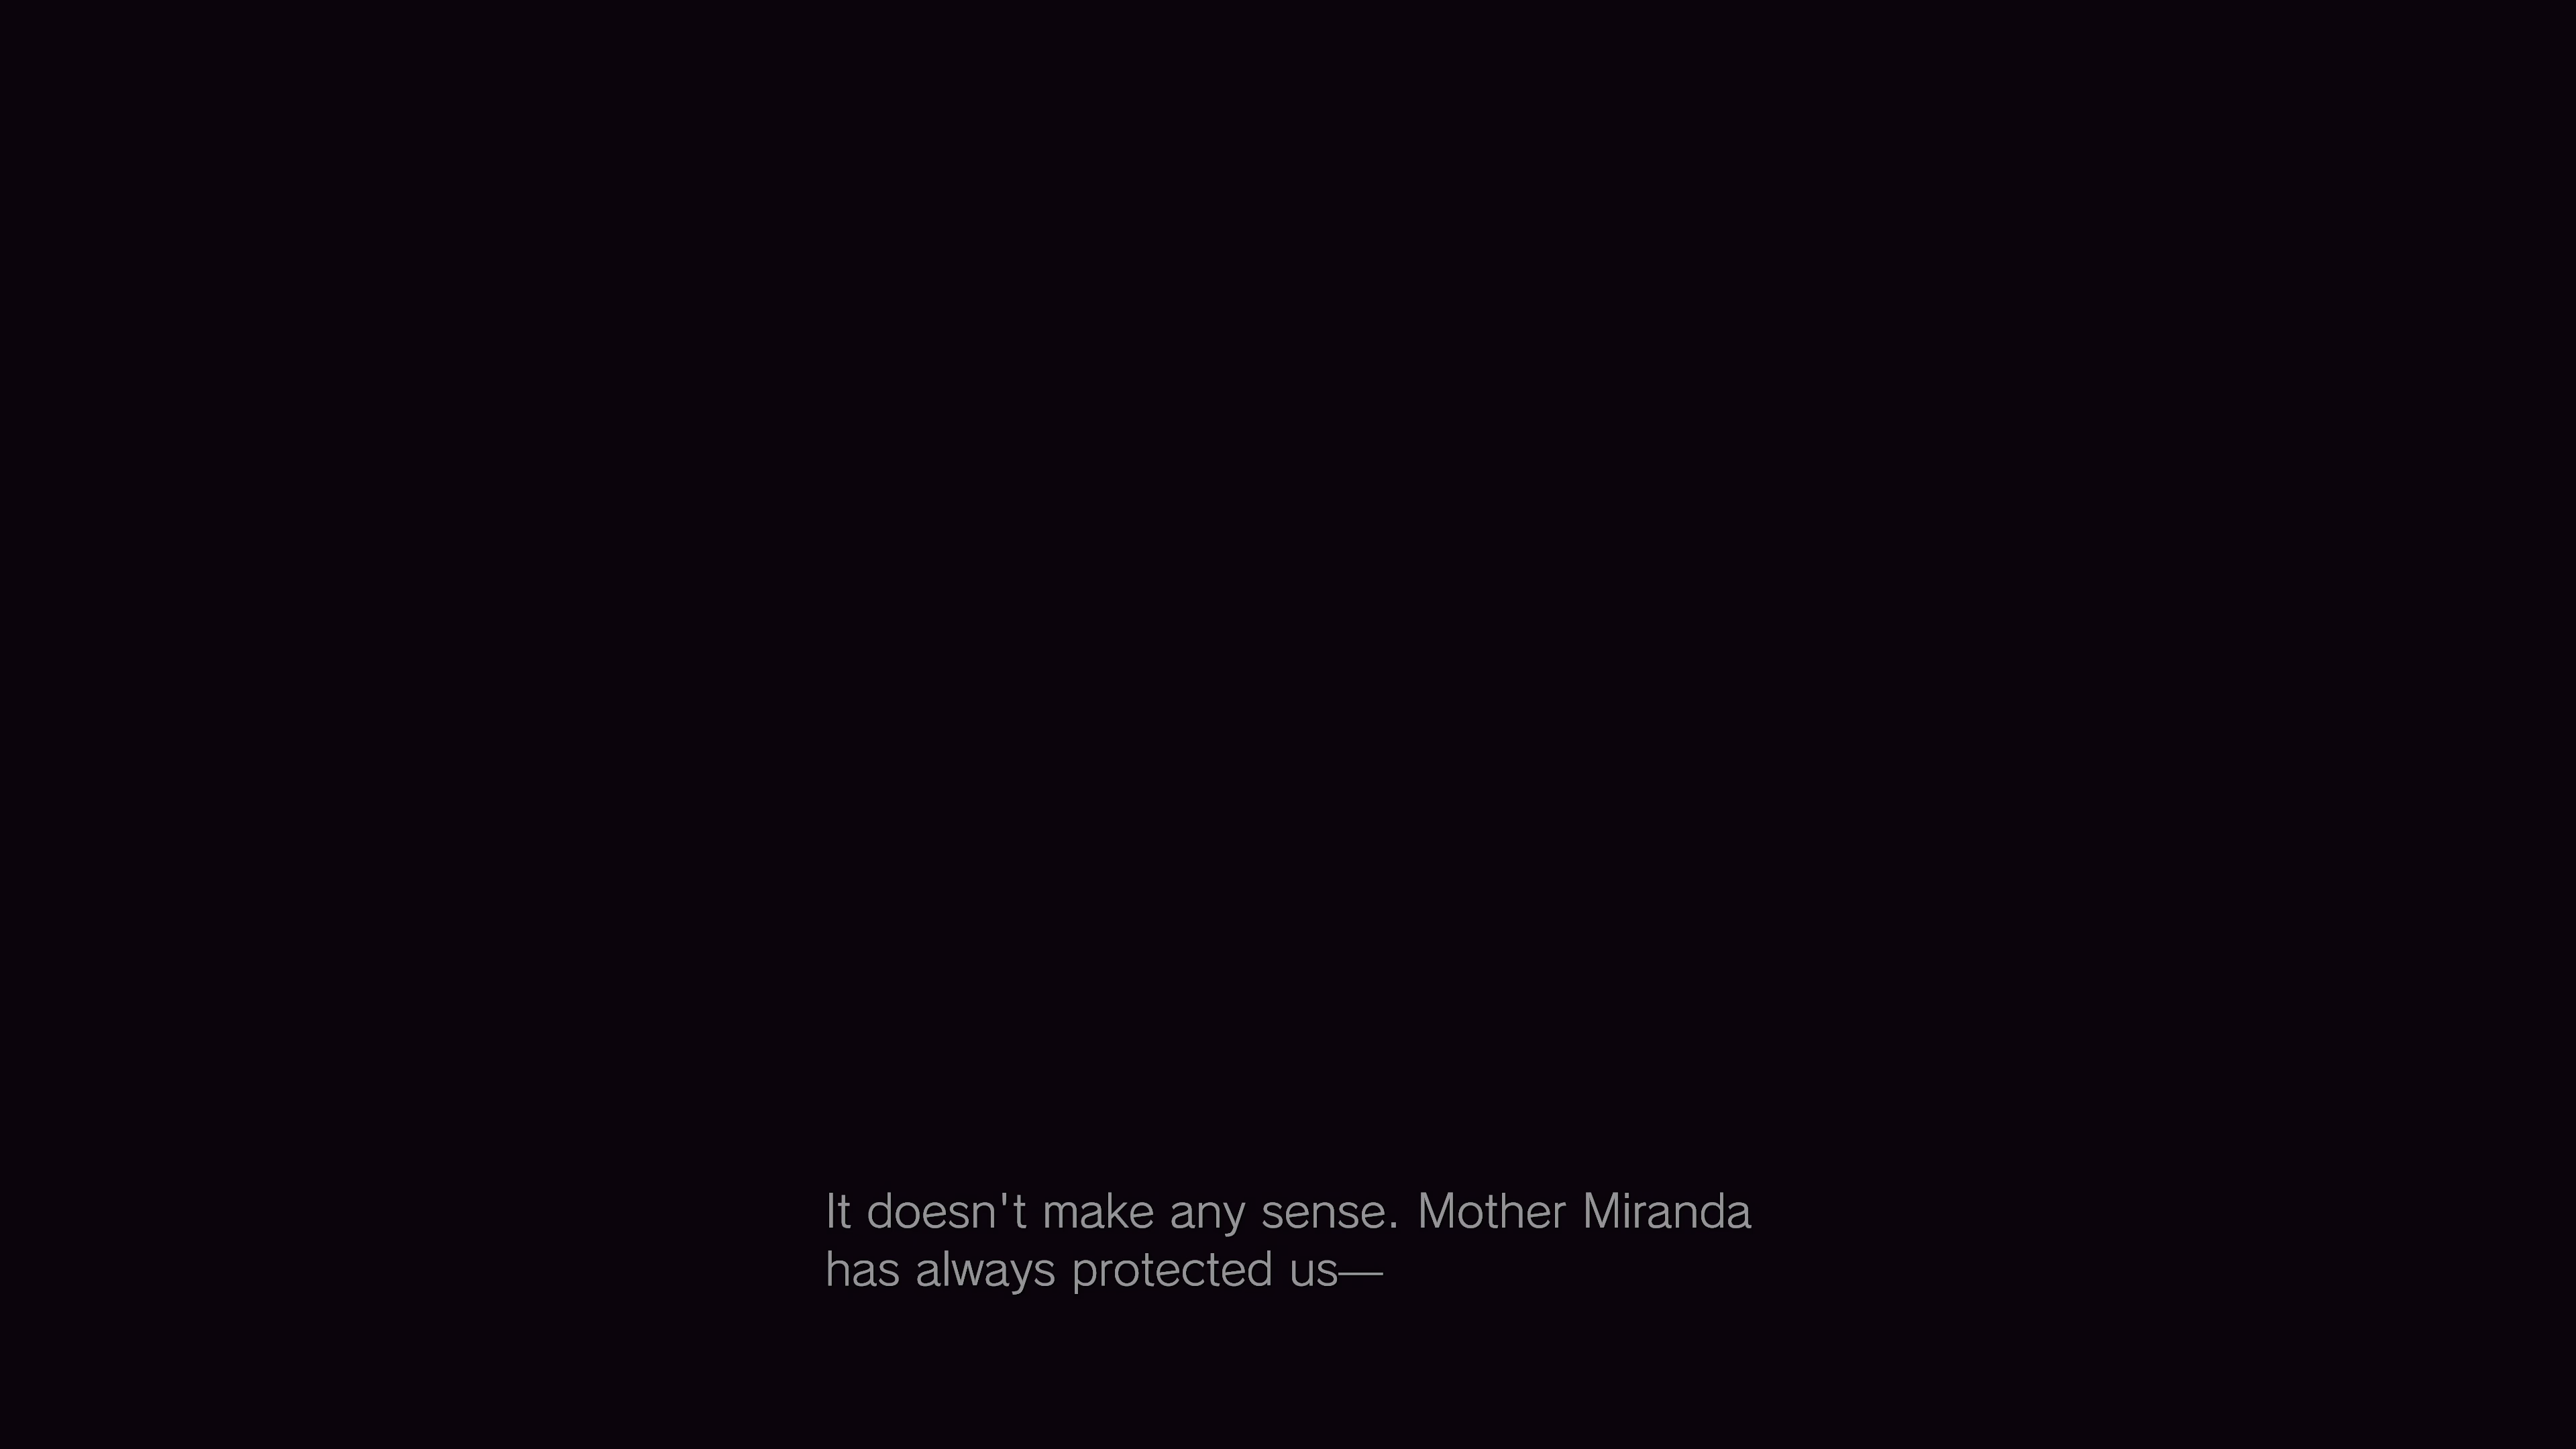 It doesn't make any sense. Mother Miranda
has always protected us—